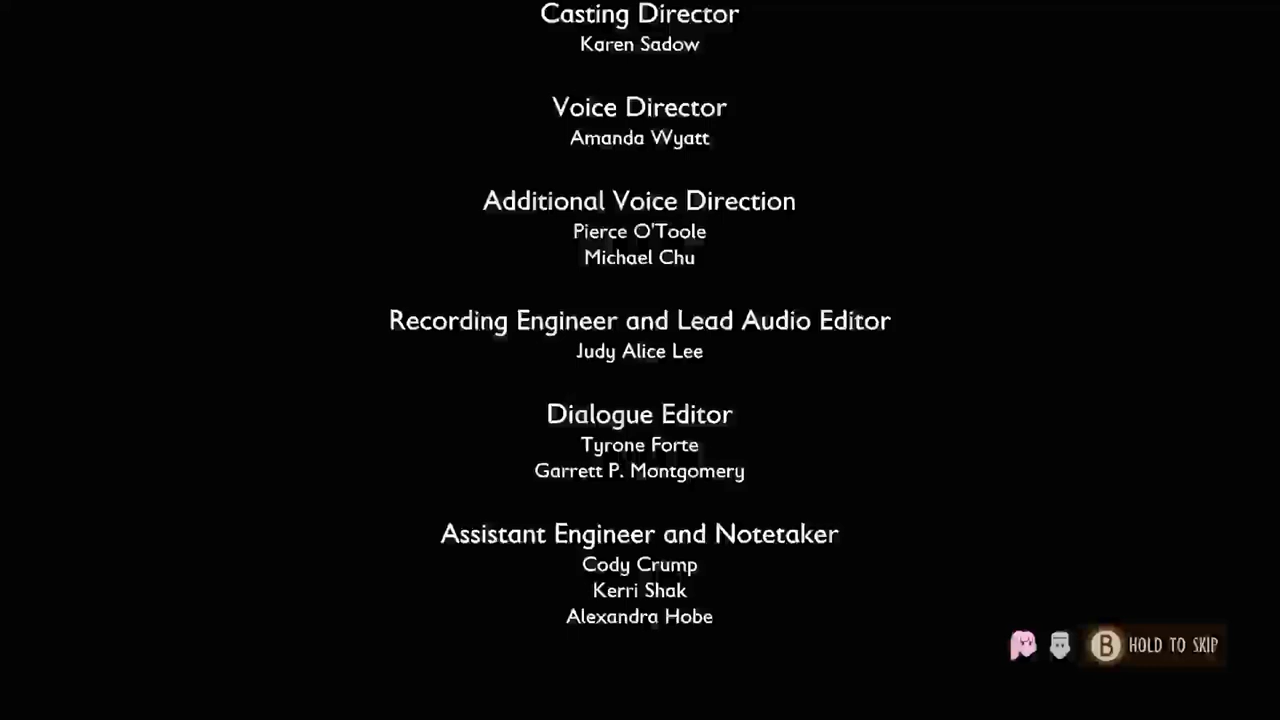 Casting Director
Karen Sadow
Voice Director
Amanda Wyatt
Additional Voice Direction
Pierce O'Toole
Michael Chu
Recording Engineer and Lead Audio Editor
Judy Alice Lee
Dialogue Editor
Tyrone Forte
Garrett P. Montgomery
Assistant Engineer and Notetaker
Cody Crump
Kerri Shak
Alexandra Hobe
B HOLD TO SKIP